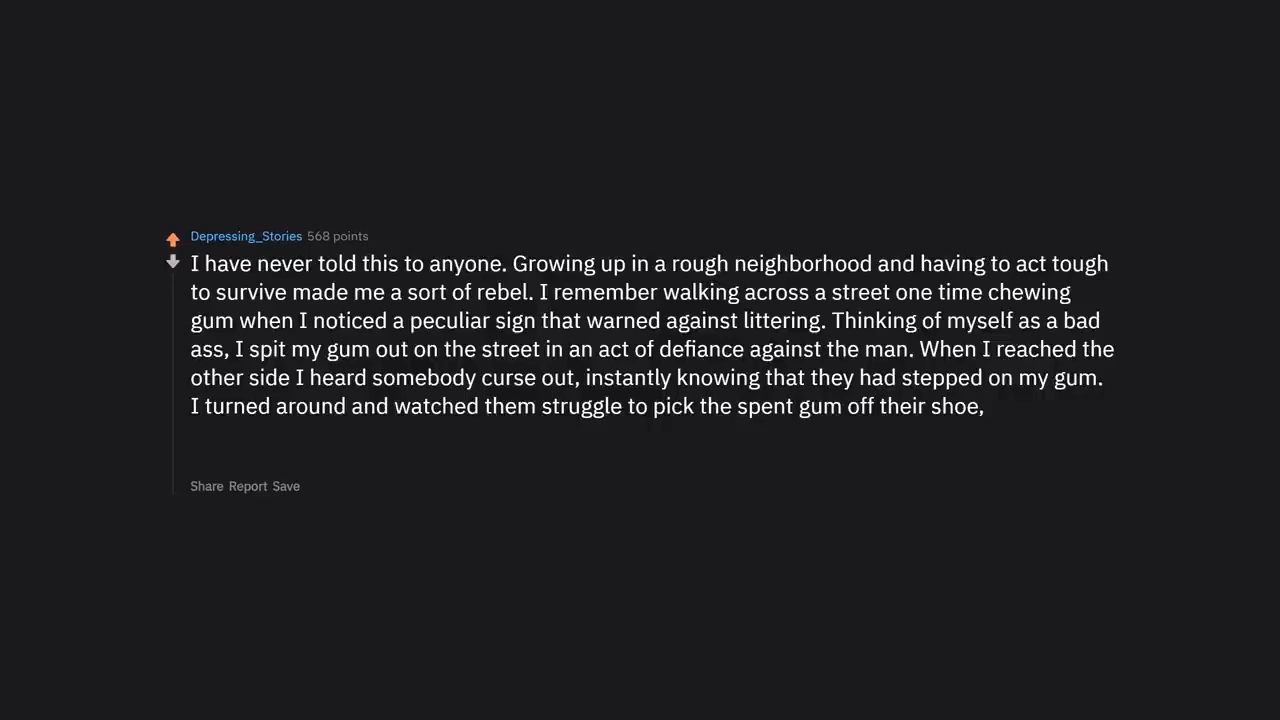 Depressing_Stories 568 points
I have never told this to anyone. Growing up in a rough neighborhood and having to act tough
to survive made me a sort of rebel. I remember walking across a street one time chewing
gum when I noticed a peculiar sign that warned against littering. Thinking of myself as a bad
ass, I spit my gum out on the street in an act of defiance against the man. When I reached the
other side I heard somebody curse out, instantly knowing that they had stepped on my gum.
I turned around and watched them struggle to pick the spent gum off their shoe,
Share Report Save